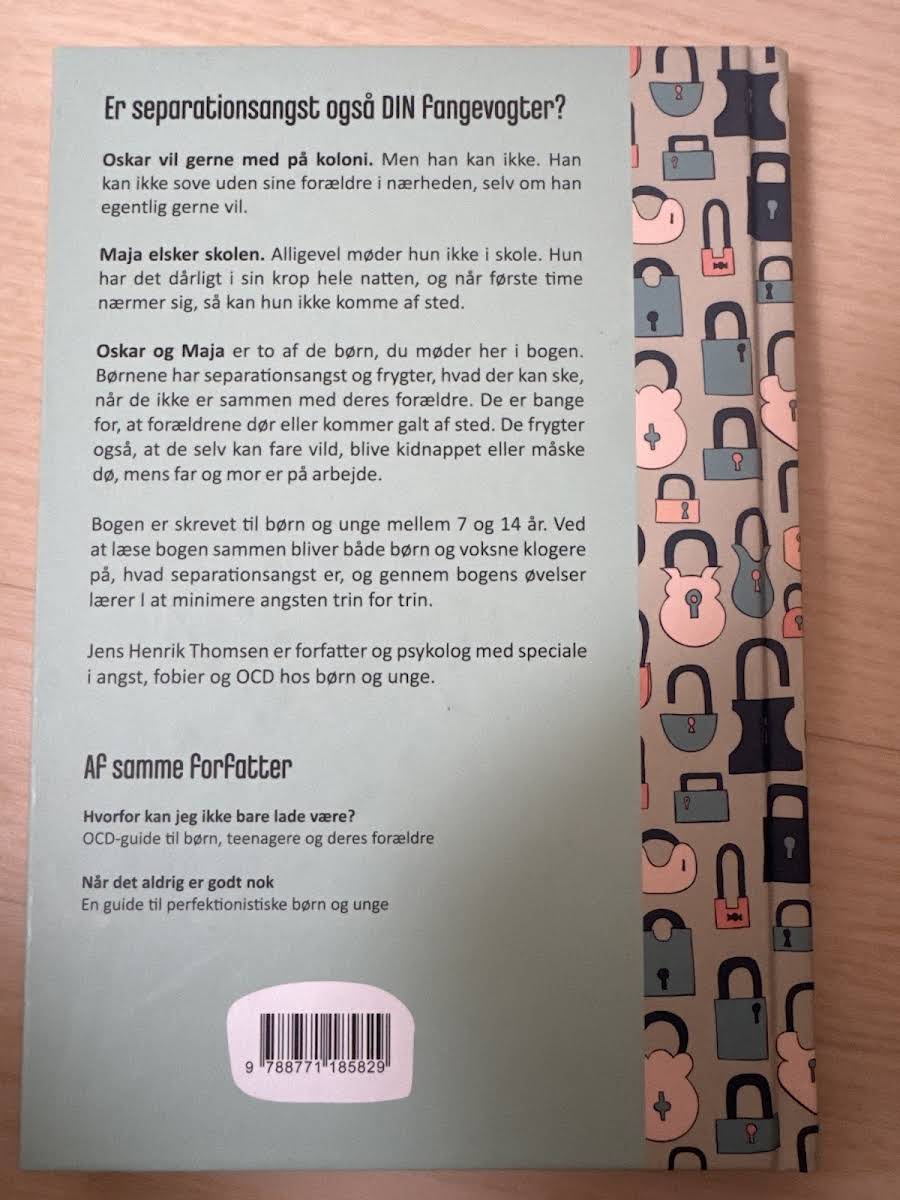 Er separationsangst også DIN fangevogter?
Oskar vil gerne med på koloni. Men han kan ikke. Han
kan ikke sove uden sine forældre i nærheden, selv om han
egentlig gerne vil.
Maja elsker skolen. Alligevel møder hun ikke i skole. Hun
har det dårligt i sin krop hele natten, og når første time
nærmer sig, så kan hun ikke komme af sted.
Oskar og Maja er to af de børn, du møder her i bogen.
Børnene har separationsangst og frygter, hvad der kan ske,
når de ikke er sammen med deres forældre. De er bange
for, at forældrene dør eller kommer galt af sted. De frygter
også, at de selv kan fare vild, blive kidnappet eller måske
dø, mens far og mor er på arbejde.
Bogen er skrevet til børn og unge mellem 7 og 14 år. Ved
at læse bogen sammen bliver både børn og voksne klogere
på, hvad separationsangst er, og gennem bogens øvelser
lærer I at minimere angsten trin for trin.
Jens Henrik Thomsen er forfatter og psykolog med speciale
i angst, fobier og OCD hos børn og unge.
Af samme forfatter
Hvorfor kan jeg ikke bare lade være?
OCD-guide til børn, teenagere og deres forældre
Når det aldrig er godt nok
En guide til perfektionistiske børn og unge
9 788771 185829